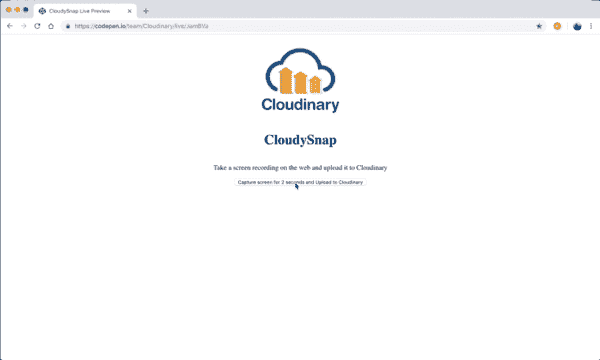 CloudySnap Live Preview
https://codepen.io/team/Cloudinary/live/JamBVa
Cloudinary
CloudySnap
Take a screen recording on the web and upload it to Cloudinary
Capture screen for 2 seconds and Upload to Cloudinary